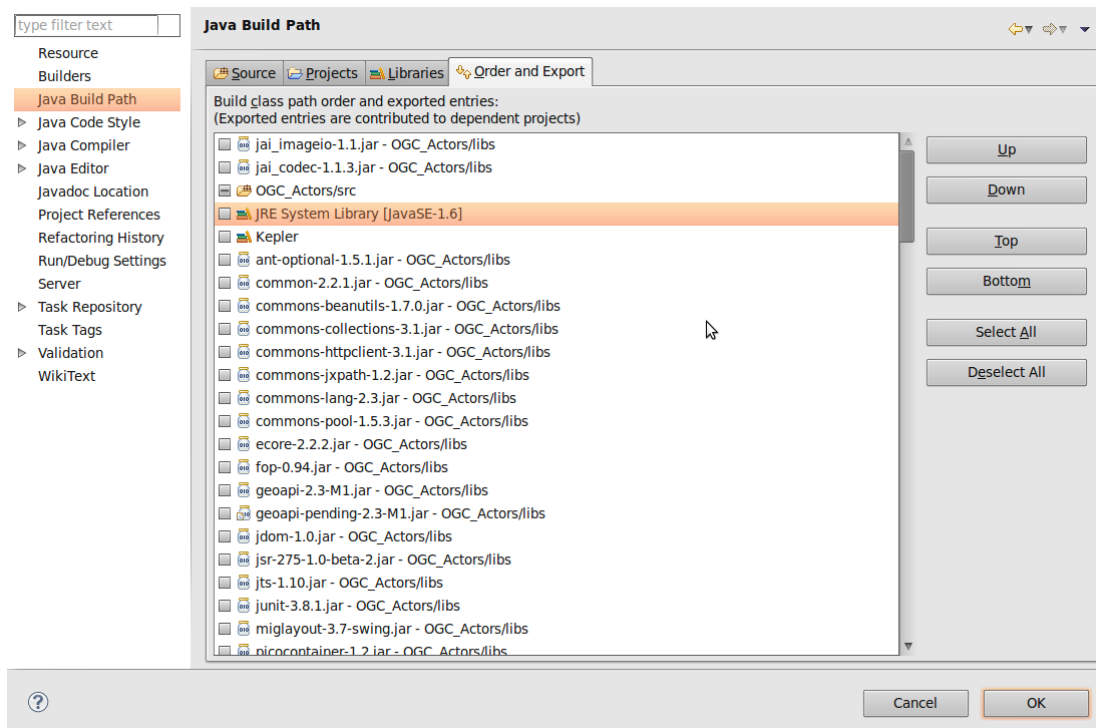 type filter text
Resource
Builders
Java Build Path
Java Code Style
Java Compiler
Java Editor
Javadoc Location
Project References
Refactoring History
Run/Debug Settings
Server
Task Repository
Task Tags
Validation
WikiText
Java Build Path
Source Projects Libraries Order and Export
Build class path order and exported entries:
(Exported entries are contributed to dependent projects)
jai_imageio-1.1.jar - OGC_Actors/libs
jai_codec-1.1.3.jar - OGC_Actors/libs
OGC_Actors/src
JRE System Library [JavaSE-1.6]
Kepler
ant-optional-1.5.1.jar - OGC_Actors/libs
common-2.2.1.jar - OGC_Actors/libs
commons-beanutils-1.7.0.jar - OGC_Actors/libs
commons-collections-3.1.jar - OGC_Actors/libs
commons-httpclient-3.1.jar - OGC_Actors/libs
commons-jxpath-1.2.jar - OGC_Actors/libs
commons-lang-2.3.jar - OGC_Actors/libs
commons-pool-1.5.3.jar - OGC_Actors/libs
ecore-2.2.2.jar - OGC_Actors/libs
fop-0.94.jar - OGC_Actors/libs
geoapi-2.3-M1.jar - OGC_Actors/libs
geoapi-pending-2.3-M1.jar - OGC_Actors/libs
jdom-1.0.jar - OGC_Actors/libs
jsr-275-1.0-beta-2.jar - OGC_Actors/libs
jts-1.10.jar - OGC_Actors/libs
junit-3.8.1.jar - OGC_Actors/libs
miglayout-3.7-swing.jar - OGC_Actors/libs
picocontainer-1.2.jar - OGC_Actors/libs
Up
Down
Top
Bottom
Select All
Deselect All
Cancel OK